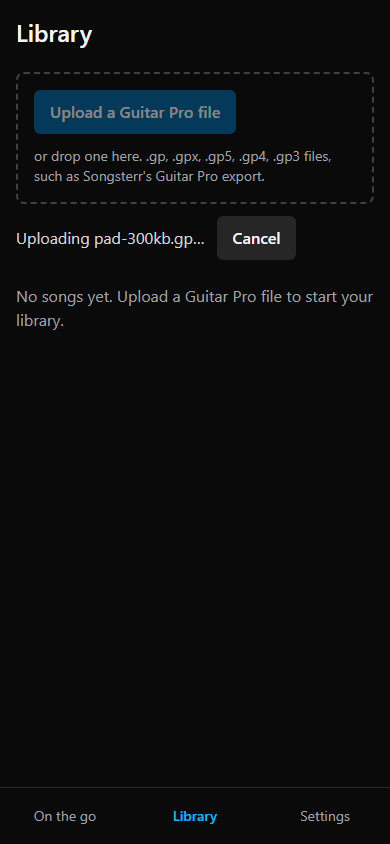 Library
Upload a Guitar Pro file
or drop one here. .gp, .gpx, .gp5, .gp4, .gp3 files,
such as Songsterr's Guitar Pro export.
Uploading pad-300kb.gp...
Cancel
No songs yet. Upload a Guitar Pro file to start your
library.
On the go
Library
Settings